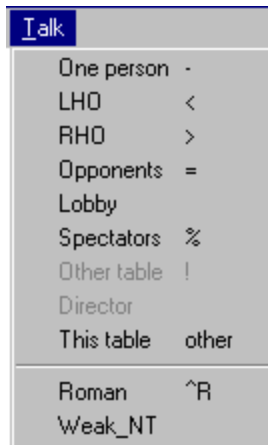 Talk
One person -
LHO <
RHO >
Opponents =
Lobby
Spectators %
Other table !
Director
This table other
Roman ^R
Weak_NT